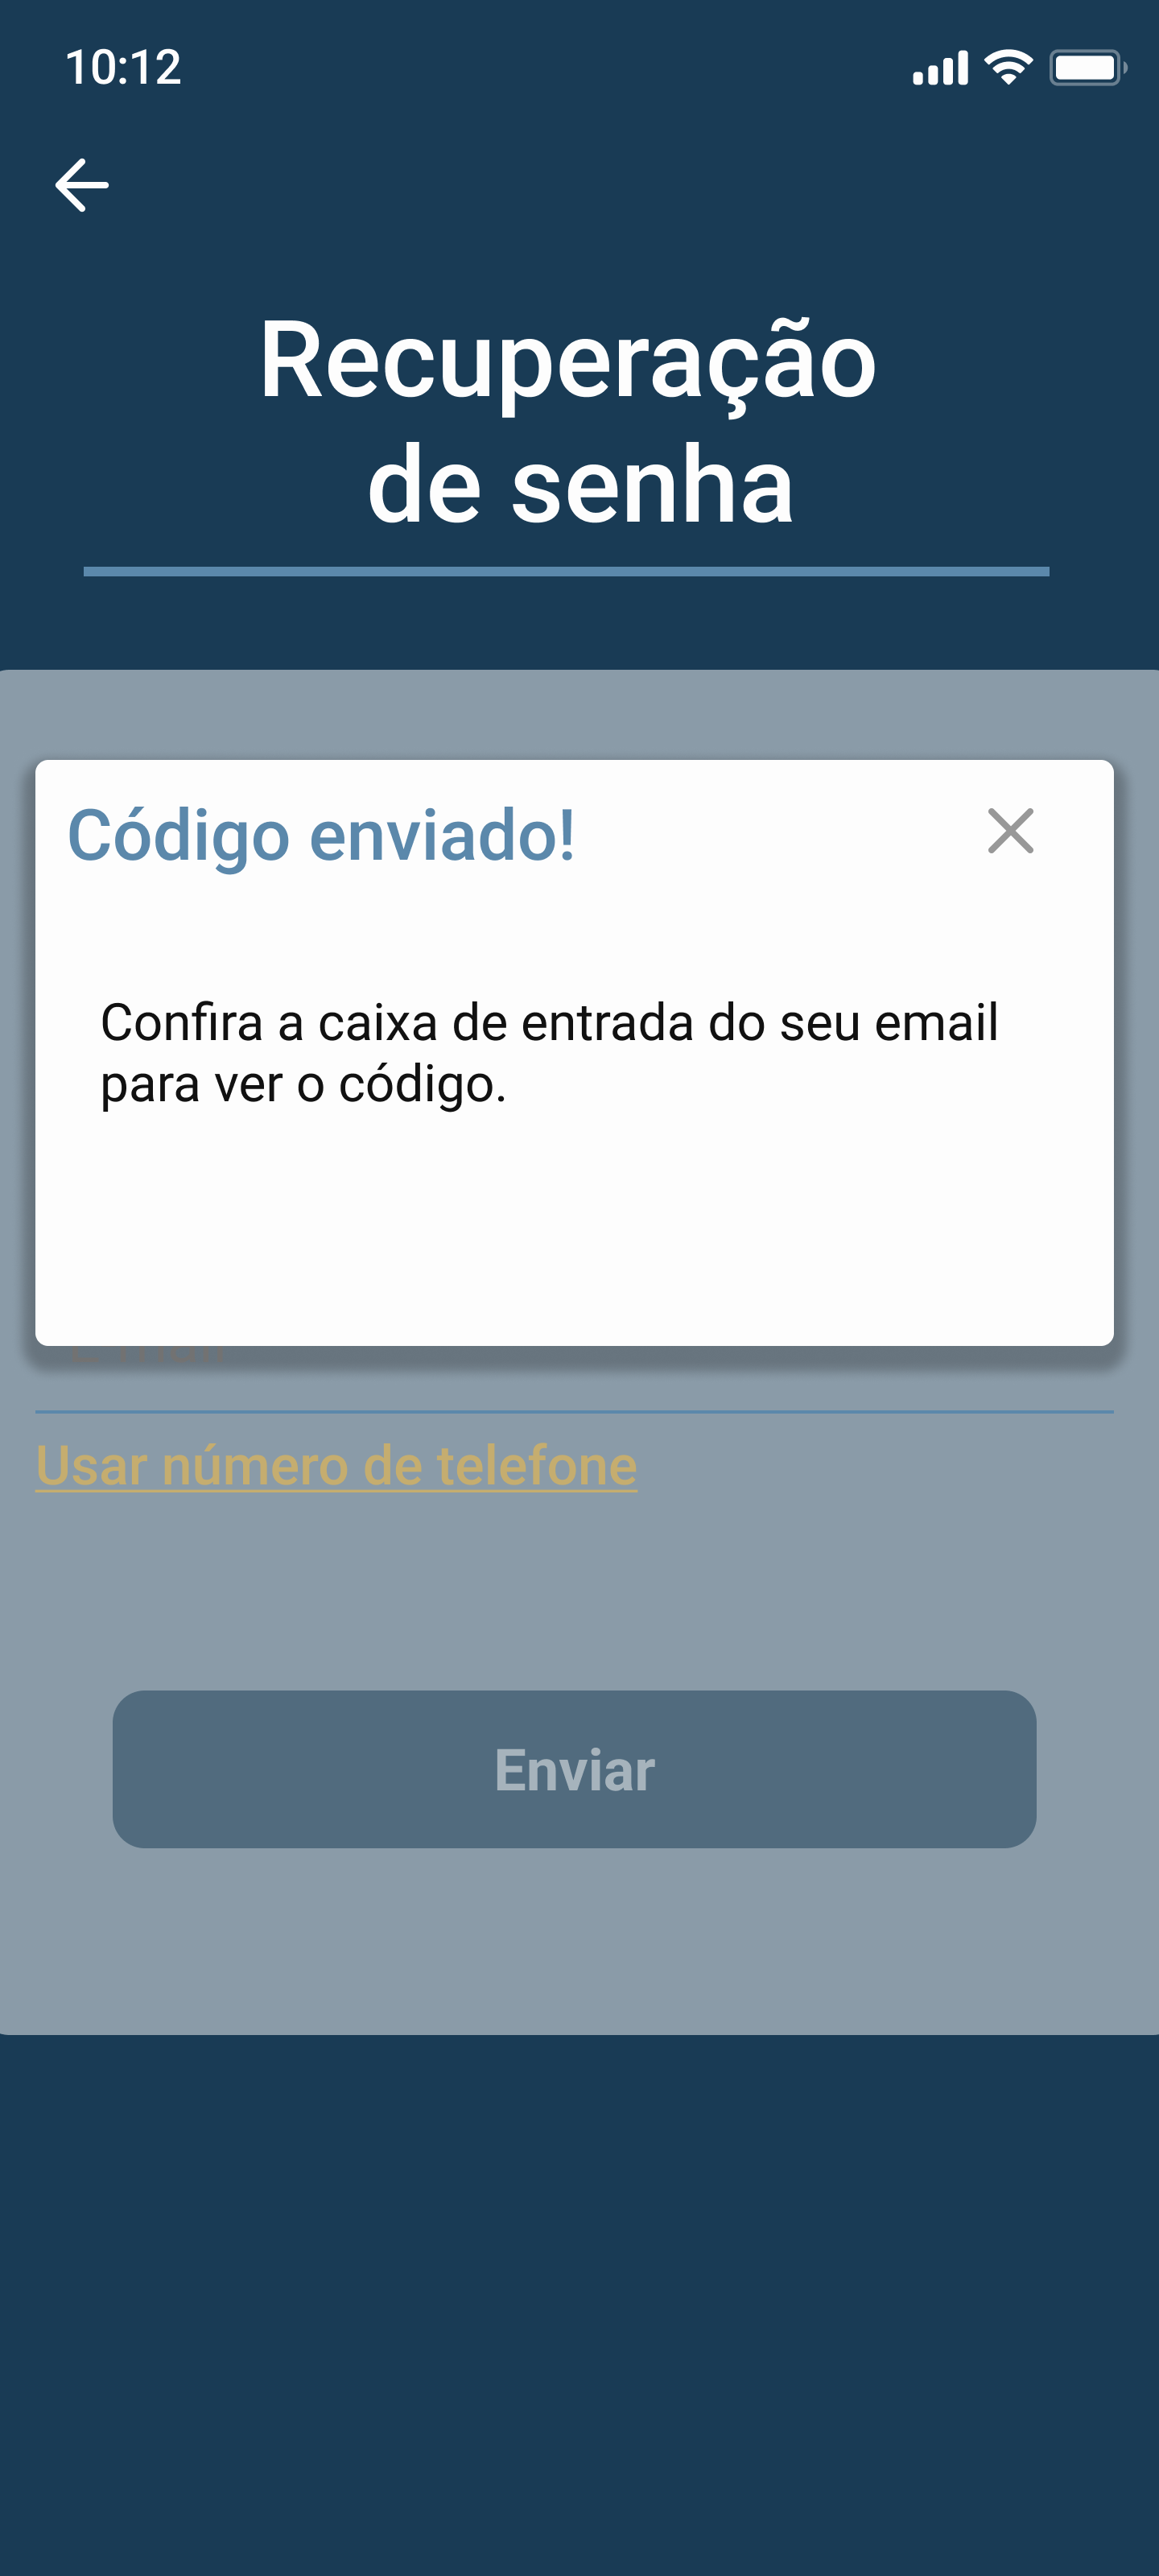 10:12
Recuperação
de senha
Código enviado!
Confira a caixa de entrada do seu email
para ver o código.
Usar número de telefone
Enviar